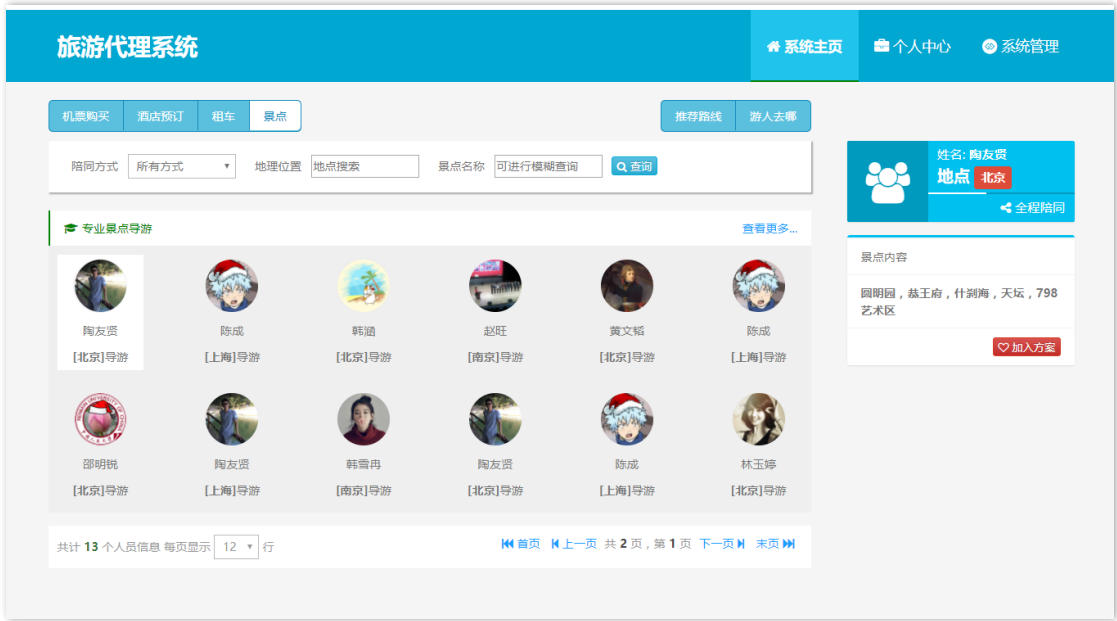 旅游代理系统
系统主页 个人中心 系统管理
机票购买 酒店预订 租车 景点 推荐路线 游人去哪
陪同方式 所有方式 地理位置 地点搜索 景点名称 可进行模糊查询 查询
专业景点导游 查看更多...
陶友贤 陈成 韩涵 赵旺 黄文韬 陈成
[北京]导游 [上海]导游 [北京]导游 [南京]导游 [北京]导游 [上海]导游
邵明锐 陶友贤 韩雪冉 陶友贤 陈成 林玉婷
[北京]导游 [上海]导游 [南京]导游 [北京]导游 [上海]导游 [北京]导游
共计 13 个人员信息 每页显示 12 行 首页 上一页 共 2 页，第 1 页 下一页 末页
姓名: 陶友贤
地点 北京
全程陪同
景点内容
圆明园，恭王府，什刹海，天坛，798
艺术区
加入方案